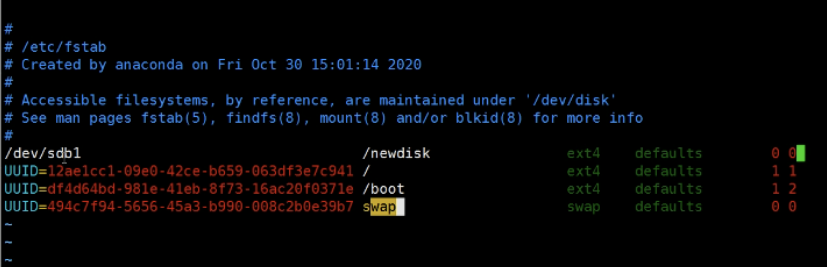 #
# /etc/fstab
# Created by anaconda on Fri Oct 30 15:01:14 2020
#
# Accessible filesystems, by reference, are maintained under '/dev/disk'
# See man pages fstab(5), findfs(8), mount(8) and/or blkid(8) for more info
#
/dev/sdb1 /newdisk ext4 defaults 0 0
UUID=12ae1cc1-09e0-42ce-b659-063df3e7c941 / ext4 defaults 1 1
UUID=df4d64bd-981e-41eb-8f73-16ac20f0371e /boot ext4 defaults 1 2
UUID=494c7f94-5656-45a3-b990-008c2b0e39b7 swap swap defaults 0 0
~
~
~